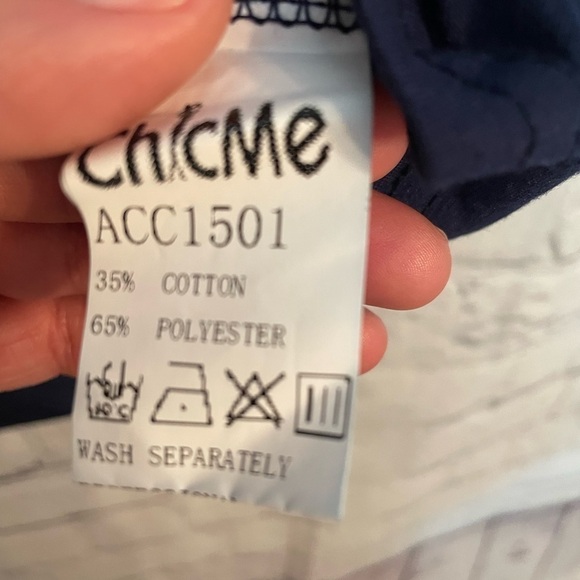 ChicMe
ACC1501
35% COTTON
65% POLYESTER
WASH SEPARATELY